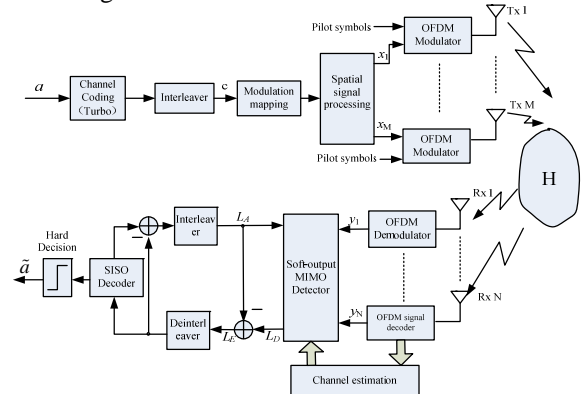 Pilot symbols
OFDM
Modulator
Tx 1
a
Channel
Coding
（Turbo）
Interleaver
c
Modulation
mapping
Spatial
signal
processing
x1
xM
OFDM
Modulator
Tx M
Pilot symbols
H
Rx 1
Hard
Decision
ã
SISO
Decoder
−
Interleav
er
LA
Soft-output
MIMO
Detector
y1
OFDM
Demodulator
Rx N
Deinterl
eaver
LE
−
LD
yN
OFDM signal
decoder
Channel estimation